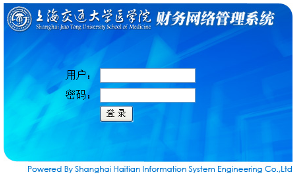 上海交通大学医学院 财务网络管理系统
Shanghai Jiao Tong University School of Medicine
用户：
密码：
登 录
Powered By Shanghai Haitian Information System Engineering Co.,Ltd